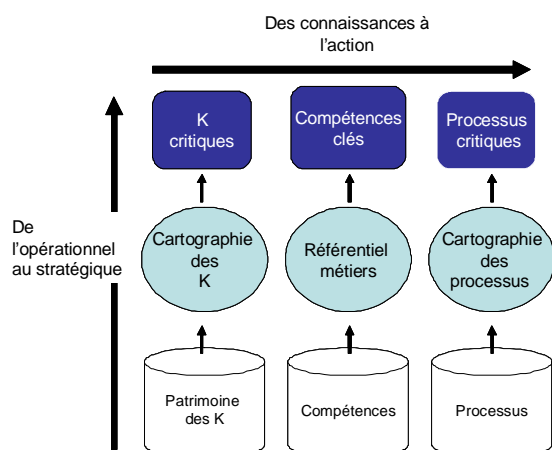 Des connaissances à
l'action
K
critiques
Compétences
clés
Processus
critiques
De
l'opérationnel
au stratégique
Cartographie
des
K
Référentiel
métiers
Cartographie
des
processus
Patrimoine
des K
Compétences
Processus